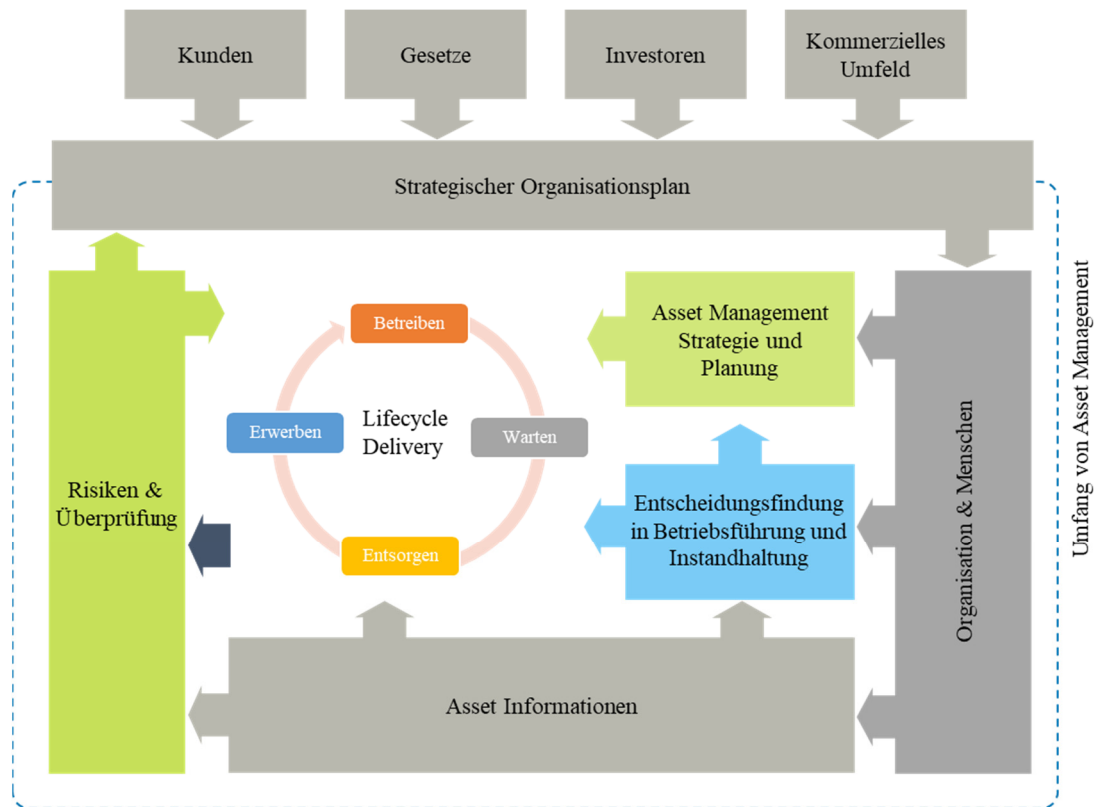 Kunden
Gesetze
Investoren
Kommerzielles
Umfeld
Strategischer Organisationsplan
Risiken &
Überprüfung
Betreiben
Erwerben
Lifecycle
Delivery
Warten
Entsorgen
Asset Management
Strategie und
Planung
Entscheidungsfindung
in Betriebsführung und
Instandhaltung
Asset Informationen
Organisation & Menschen
Umfang von Asset Management